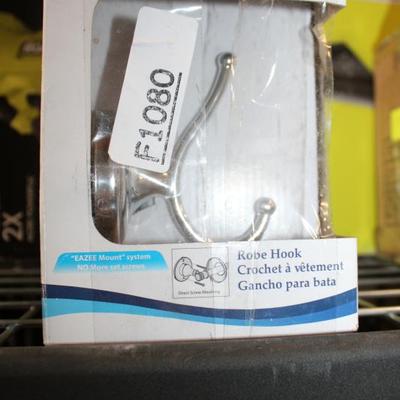 F1080
2X
"EAZEE Mount" system
NO More set screws
Direct Screw Mounting
Robe Hook
Crochet à vêtement
Gancho para bata